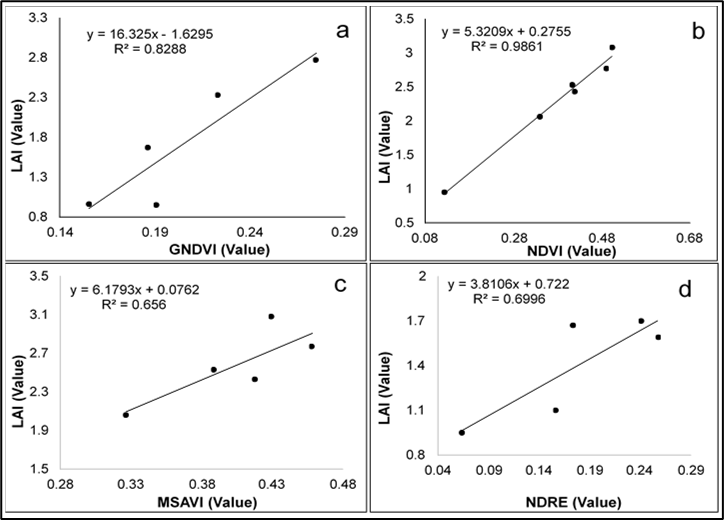 y = 16.325x - 1.6295
R² = 0.8288
a
3.3
2.8
2.3
1.8
1.3
0.8
LAI (Value)
0.14
0.19
0.24
0.29
GNDVI (Value)
y = 5.3209x + 0.2755
R² = 0.9861
b
3.5
3
2.5
2
1.5
1
0.5
LAI (Value)
0.08
0.28
0.48
0.68
NDVI (Value)
y = 6.1793x + 0.0762
R² = 0.656
c
3.5
3.1
2.7
2.3
1.9
1.5
LAI (Value)
0.28
0.33
0.38
0.43
0.48
MSAVI (Value)
y = 3.8106x + 0.722
R² = 0.6996
d
2
1.7
1.4
1.1
0.8
LAI (Value)
0.04
0.09
0.14
0.19
0.24
0.29
NDRE (Value)